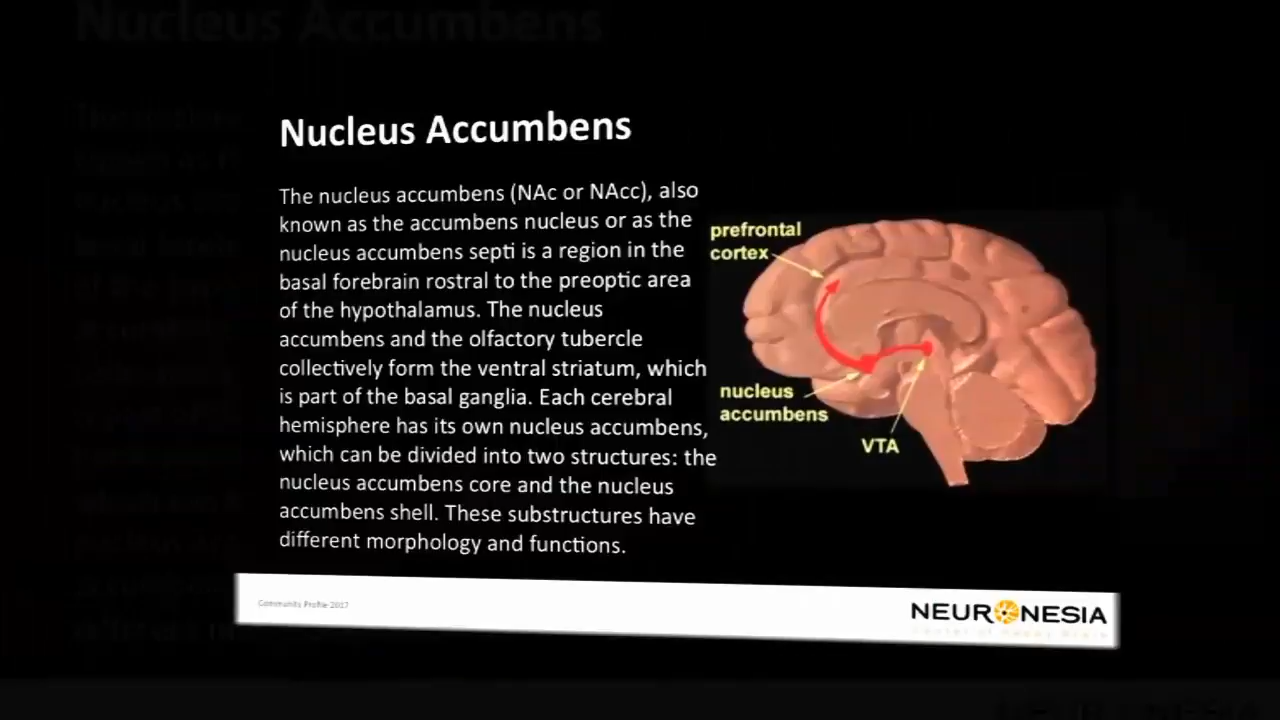 Nucleus Accumbens
The nucleus accumbens (NAc or NAcc), also
known as the accumbens nucleus or as the
nucleus accumbens septi is a region in the
basal forebrain rostral to the preoptic area
of the hypothalamus. The nucleus
accumbens and the olfactory tubercle
collectively form the ventral striatum, which
is part of the basal ganglia. Each cerebral
hemisphere has its own nucleus accumbens,
which can be divided into two structures: the
nucleus accumbens core and the nucleus
accumbens shell. These substructures have
different morphology and functions.
prefrontal
cortex
nucleus
accumbens
VTA
Community Profile 2017
NEURONESIA